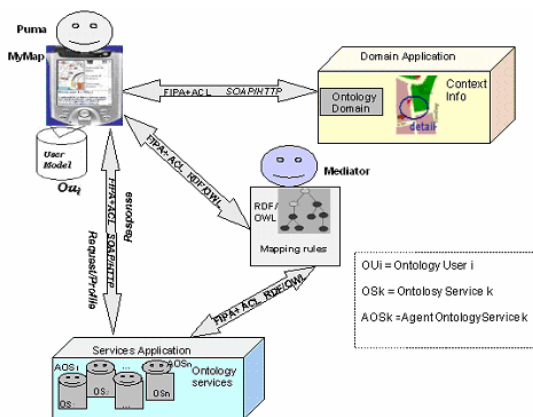 Puma
MyMap
User
Model
Oui
FIPA+ACL SOAP/HTTP
Domain Application
Ontology
Domain
Context
Info
detail
FIPA+ ACL RDF/OWL
Mediator
RDF/
OWL
Mapping rules
FIPA+ACL SOAP/HTTP
Request/Profile
Response
FIPA+ ACL RDF/OWL
OUi = Ontology User i
OSk = Ontolosy Service k
AOSk =AgentOntologyService k
Services Application
AOS1
...
AOSn
Ontology
services
OS1
OS2
...
OSn